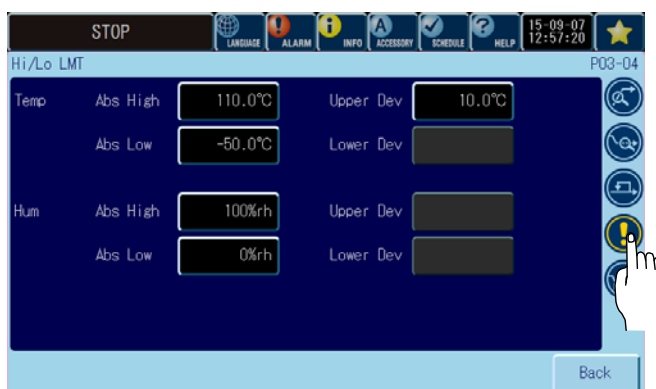 STOP LANGUAGE ALARM INFO ACCESSORY SCHEDULE HELP 15-09-07
12:57:20
Hi/Lo LMT P03-04
Temp Abs High 110.0°C Upper Dev 10.0°C
Abs Low -50.0°C Lower Dev
Hum Abs High 100%rh Upper Dev
Abs Low 0%rh Lower Dev
Back